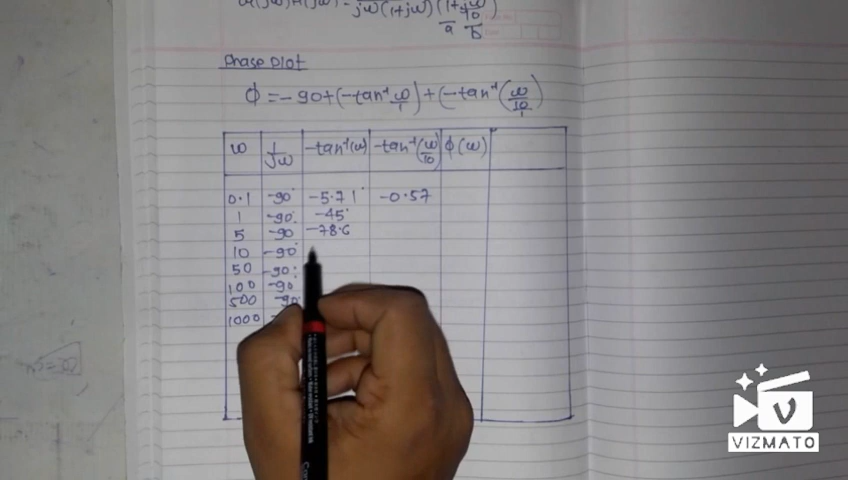 Phase Plot
ϕ = - 90 + (-tan⁻¹ ω/1) + (-tan⁻¹ (ω/10)
ω 1/jω -tan⁻¹(ω) -tan⁻¹(ω/10) ϕ(ω)
0.1 -90° -5.71° -0.57
1 -90° -45°
5 -90 -78.6
10 -90°
50 -90°
100 -90
500 -90
1000
V
VIZMATO